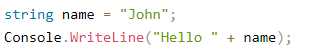 string name = "John";
Console.WriteLine("Hello " + name);